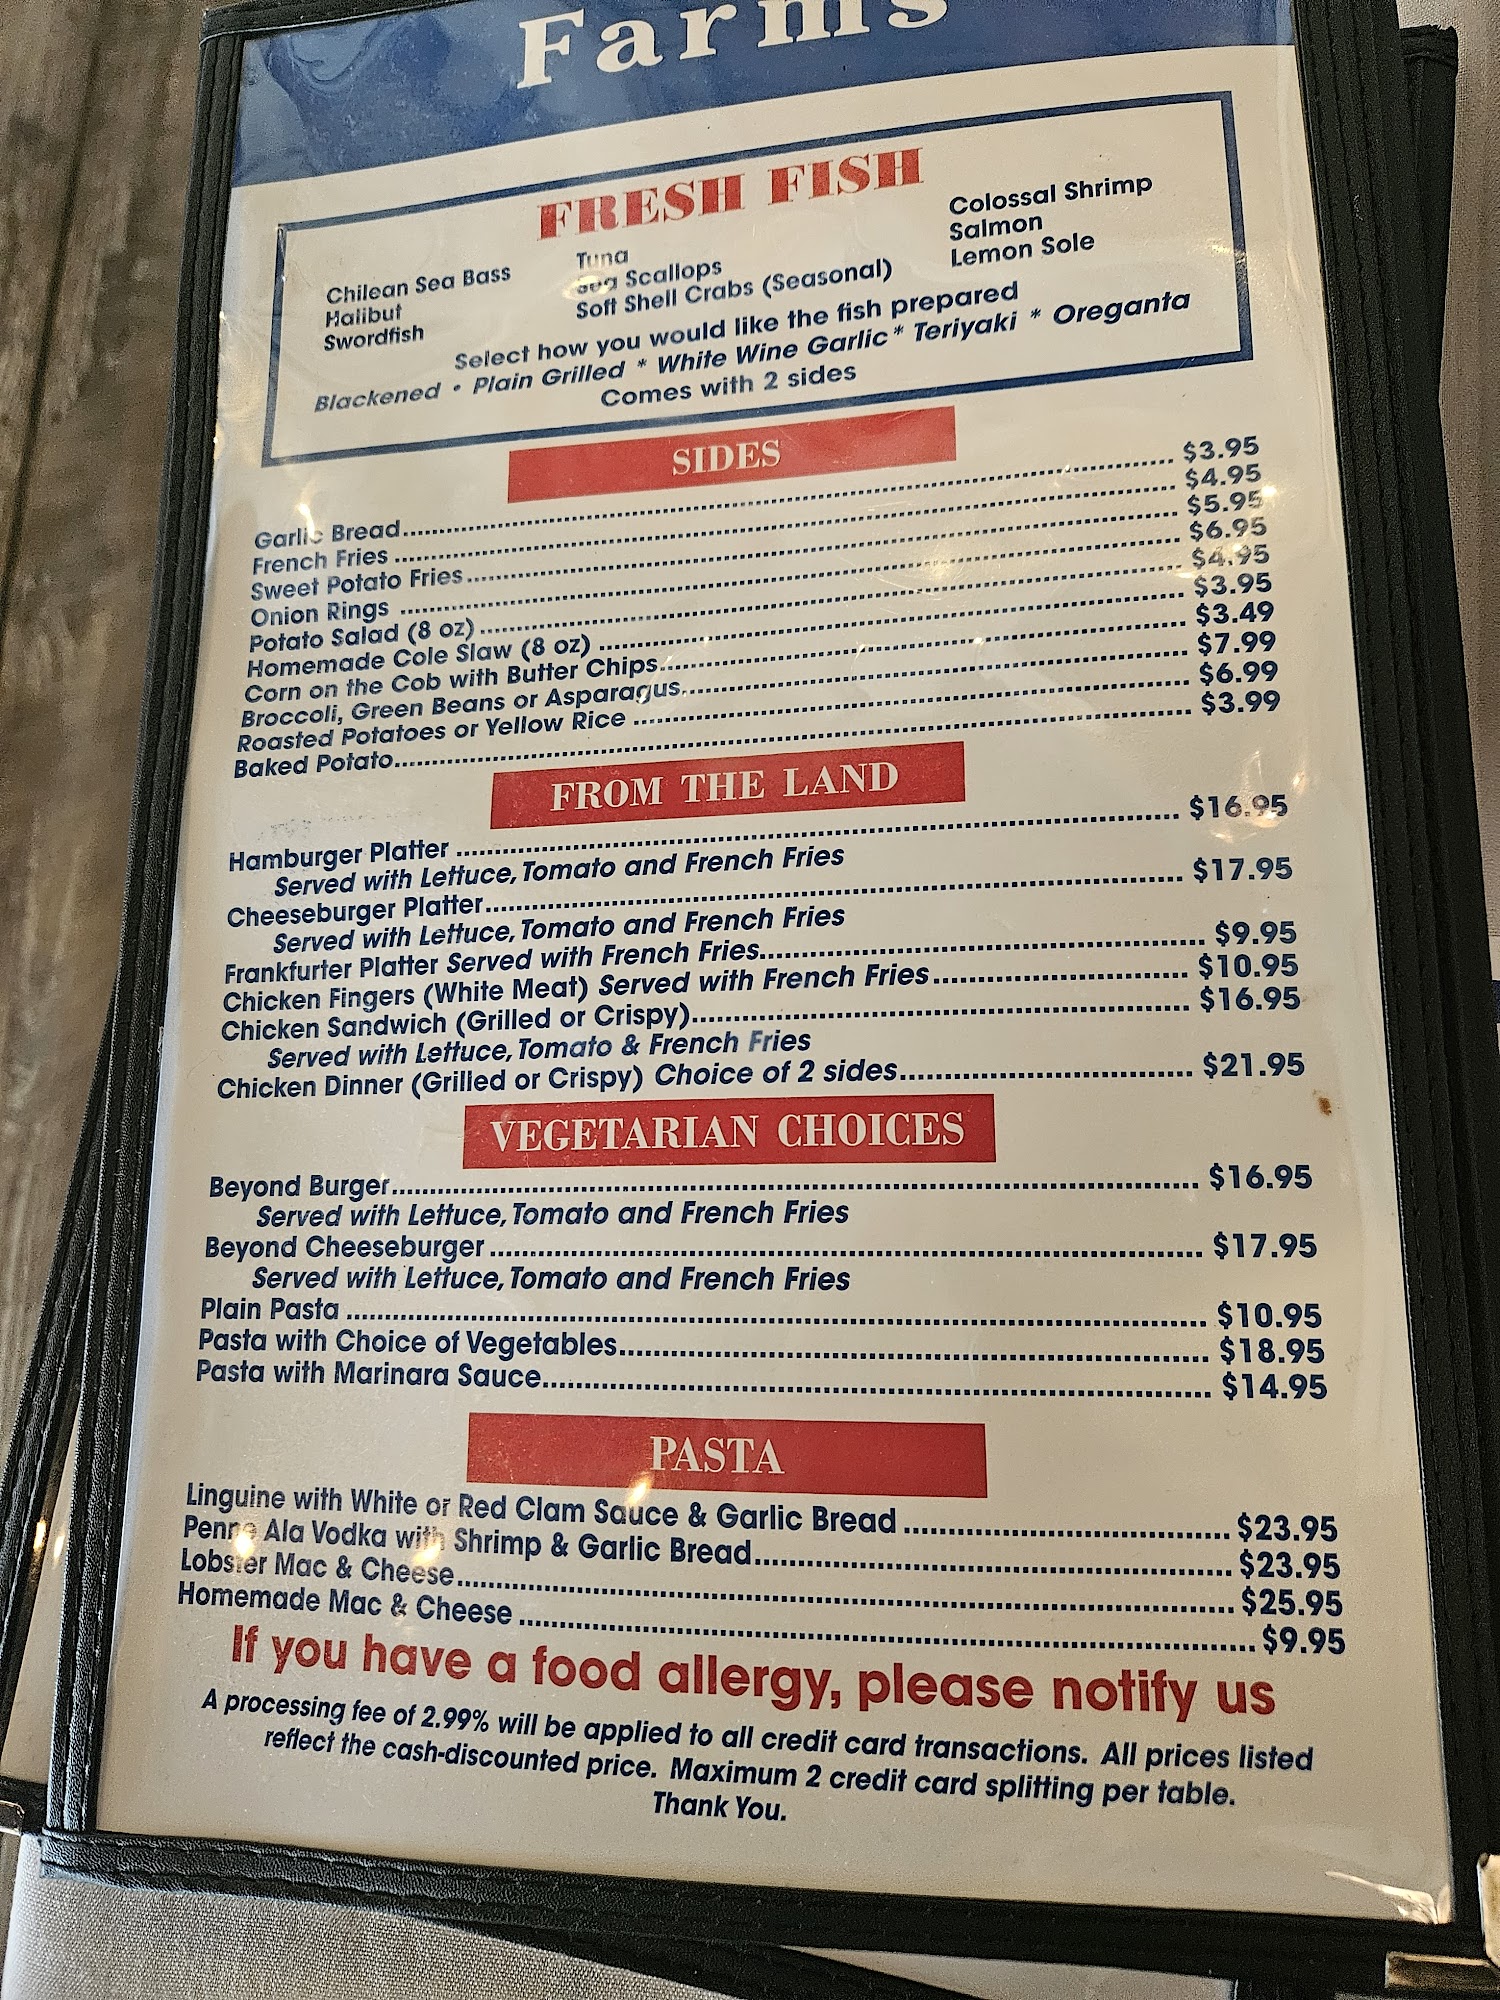 Farms
FRESH FISH
Chilean Sea Bass
Halibut
Swordfish
Tuna
Sea Scallops
Soft Shell Crabs (Seasonal)
Colossal Shrimp
Salmon
Lemon Sole
Select how you would like the fish prepared
Blackened • Plain Grilled * White Wine Garlic * Teriyaki * Oreganta
Comes with 2 sides
SIDES
Garlic Bread $3.95
French Fries $4.95
Sweet Potato Fries $5.95
Onion Rings $6.95
Potato Salad (8 oz) $4.95
Homemade Cole Slaw (8 oz) $3.95
Corn on the Cob with Butter Chips $3.49
Broccoli, Green Beans or Asparagus $7.99
Roasted Potatoes or Yellow Rice $6.99
Baked Potato $3.99
FROM THE LAND
Hamburger Platter $16.95
Served with Lettuce, Tomato and French Fries
Cheeseburger Platter $17.95
Served with Lettuce, Tomato and French Fries
Frankfurter Platter Served with French Fries $9.95
Chicken Fingers (White Meat) Served with French Fries $10.95
Chicken Sandwich (Grilled or Crispy) $16.95
Served with Lettuce, Tomato & French Fries
Chicken Dinner (Grilled or Crispy) Choice of 2 sides $21.95
VEGETARIAN CHOICES
Beyond Burger $16.95
Served with Lettuce, Tomato and French Fries
Beyond Cheeseburger $17.95
Served with Lettuce, Tomato and French Fries
Plain Pasta $10.95
Pasta with Choice of Vegetables $18.95
Pasta with Marinara Sauce $14.95
PASTA
Linguine with White or Red Clam Sauce & Garlic Bread $23.95
Penne Ala Vodka with Shrimp & Garlic Bread $23.95
Lobster Mac & Cheese $25.95
Homemade Mac & Cheese $9.95
If you have a food allergy, please notify us
A processing fee of 2.99% will be applied to all credit card transactions. All prices listed
reflect the cash-discounted price. Maximum 2 credit card splitting per table.
Thank You.